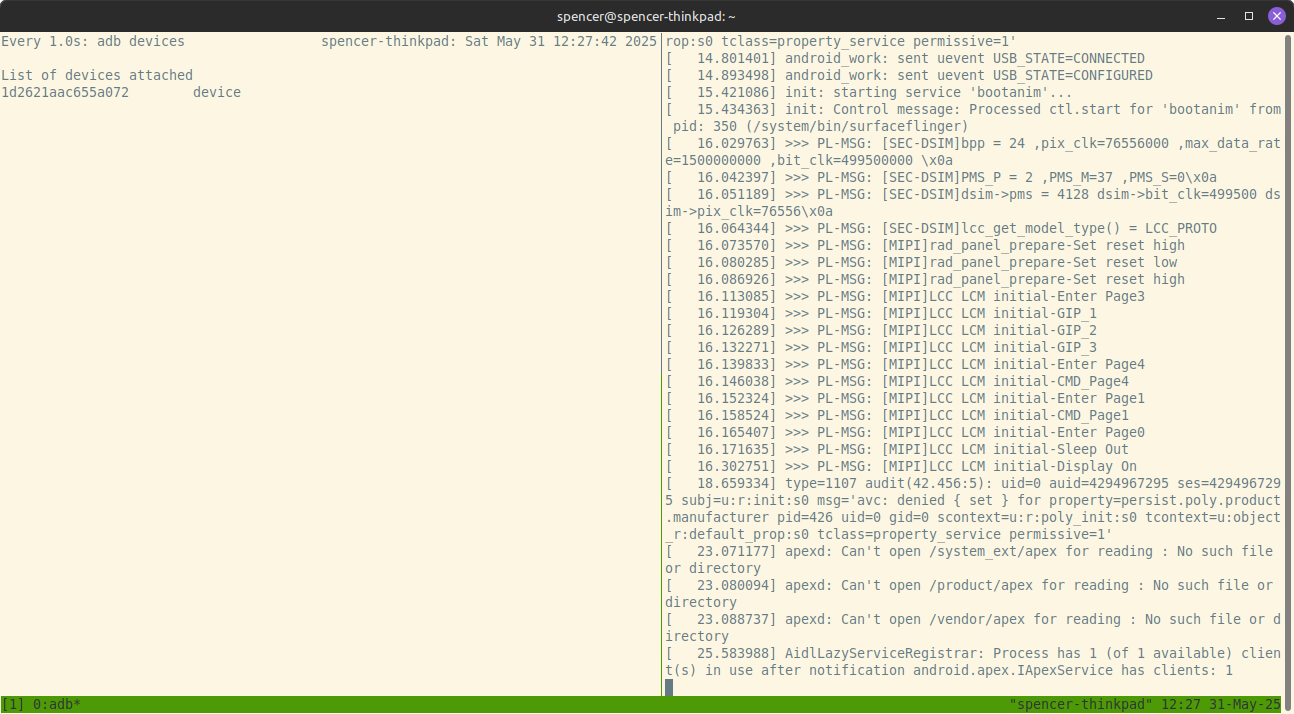 spencer@spencer-thinkpad: ~
Every 1.0s: adb devices spencer-thinkpad: Sat May 31 12:27:42 2025
List of devices attached
1d2621aac655a072 device
rop:s0 tclass=property_service permissive=1'
[   14.801401] android_work: sent uevent USB_STATE=CONNECTED
[   14.893498] android_work: sent uevent USB_STATE=CONFIGURED
[   15.421086] init: starting service 'bootanim'...
[   15.434363] init: Control message: Processed ctl.start for 'bootanim' from
 pid: 350 (/system/bin/surfaceflinger)
[   16.029763] >>> PL-MSG: [SEC-DSIM]bpp = 24 ,pix_clk=76556000 ,max_data_rat
e=1500000000 ,bit_clk=499500000 \x0a
[   16.042397] >>> PL-MSG: [SEC-DSIM]PMS_P = 2 ,PMS_M=37 ,PMS_S=0\x0a
[   16.051189] >>> PL-MSG: [SEC-DSIM]dsim->pms = 4128 dsim->bit_clk=499500 ds
im->pix_clk=76556\x0a
[   16.064344] >>> PL-MSG: [SEC-DSIM]lcc_get_model_type() = LCC_PROTO
[   16.073570] >>> PL-MSG: [MIPI]rad_panel_prepare-Set reset high
[   16.080285] >>> PL-MSG: [MIPI]rad_panel_prepare-Set reset low
[   16.086926] >>> PL-MSG: [MIPI]rad_panel_prepare-Set reset high
[   16.113085] >>> PL-MSG: [MIPI]LCC LCM initial-Enter Page3
[   16.119304] >>> PL-MSG: [MIPI]LCC LCM initial-GIP_1
[   16.126289] >>> PL-MSG: [MIPI]LCC LCM initial-GIP_2
[   16.132271] >>> PL-MSG: [MIPI]LCC LCM initial-GIP_3
[   16.139833] >>> PL-MSG: [MIPI]LCC LCM initial-Enter Page4
[   16.146038] >>> PL-MSG: [MIPI]LCC LCM initial-CMD_Page4
[   16.152324] >>> PL-MSG: [MIPI]LCC LCM initial-Enter Page1
[   16.158524] >>> PL-MSG: [MIPI]LCC LCM initial-CMD_Page1
[   16.165407] >>> PL-MSG: [MIPI]LCC LCM initial-Enter Page0
[   16.171635] >>> PL-MSG: [MIPI]LCC LCM initial-Sleep Out
[   16.302751] >>> PL-MSG: [MIPI]LCC LCM initial-Display On
[   18.659334] type=1107 audit(42.456:5): uid=0 auid=4294967295 ses=429496729
5 subj=u:r:init:s0 msg='avc: denied { set } for property=persist.poly.product
.manufacturer pid=426 uid=0 gid=0 scontext=u:r:poly_init:s0 tcontext=u:object
_r:default_prop:s0 tclass=property_service permissive=1'
[   23.071177] apexd: Can't open /system_ext/apex for reading : No such file
or directory
[   23.080094] apexd: Can't open /product/apex for reading : No such file or
directory
[   23.088737] apexd: Can't open /vendor/apex for reading : No such file or d
irectory
[   25.583988] AidlLazyServiceRegistrar: Process has 1 (of 1 available) clien
t(s) in use after notification android.apex.IApexService has clients: 1
[1] 0:adb* "spencer-thinkpad" 12:27 31-May-25